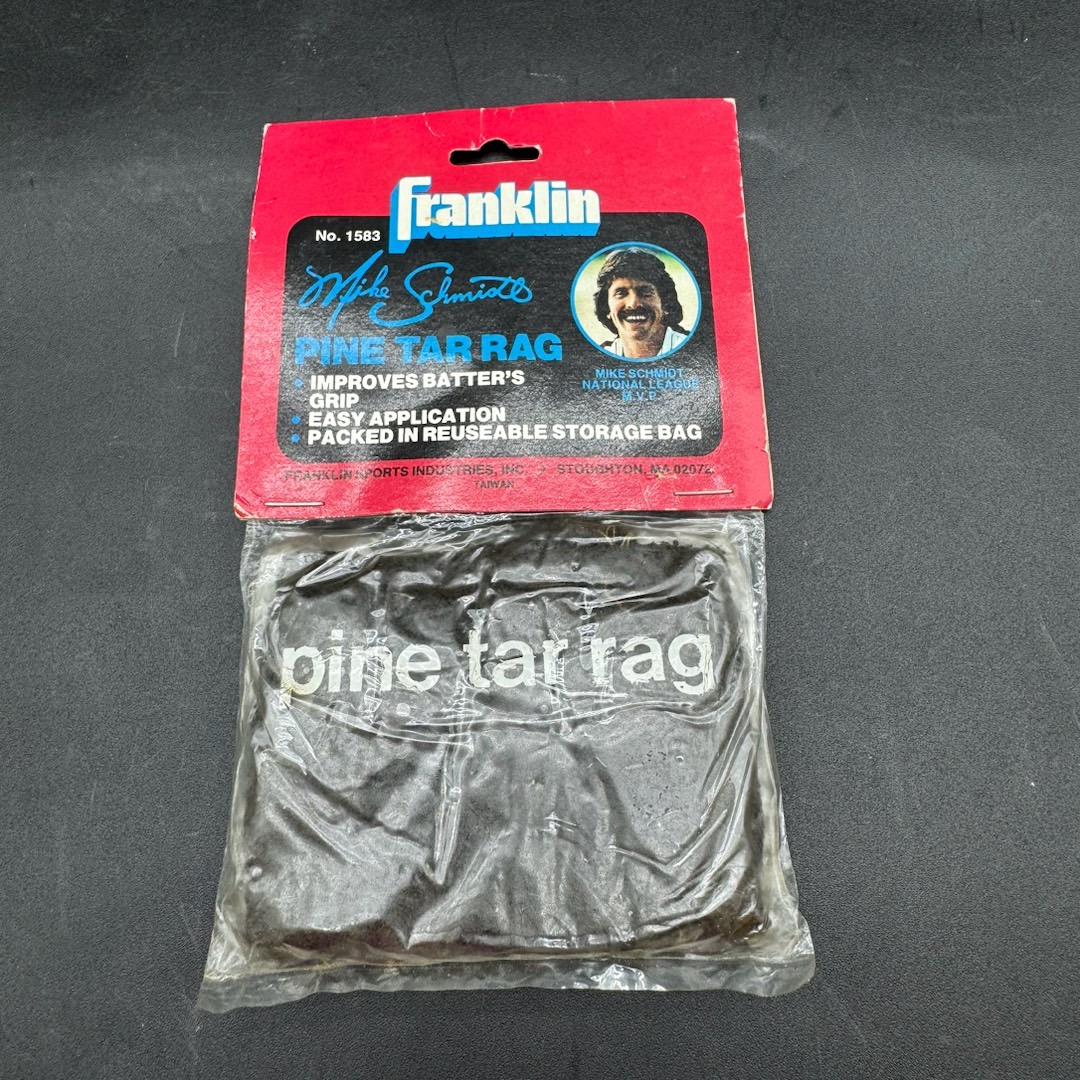 franklin
No. 1583
Mike Schmidt
PINE TAR RAG
• IMPROVES BATTER'S
GRIP
• EASY APPLICATION
• PACKED IN REUSEABLE STORAGE BAG
MIKE SCHMIDT
NATIONAL LEAGUE
M.V.P.
FRANKLIN SPORTS INDUSTRIES, INC. • STOUGHTON, MA 02072
TAIWAN
pine tar rag